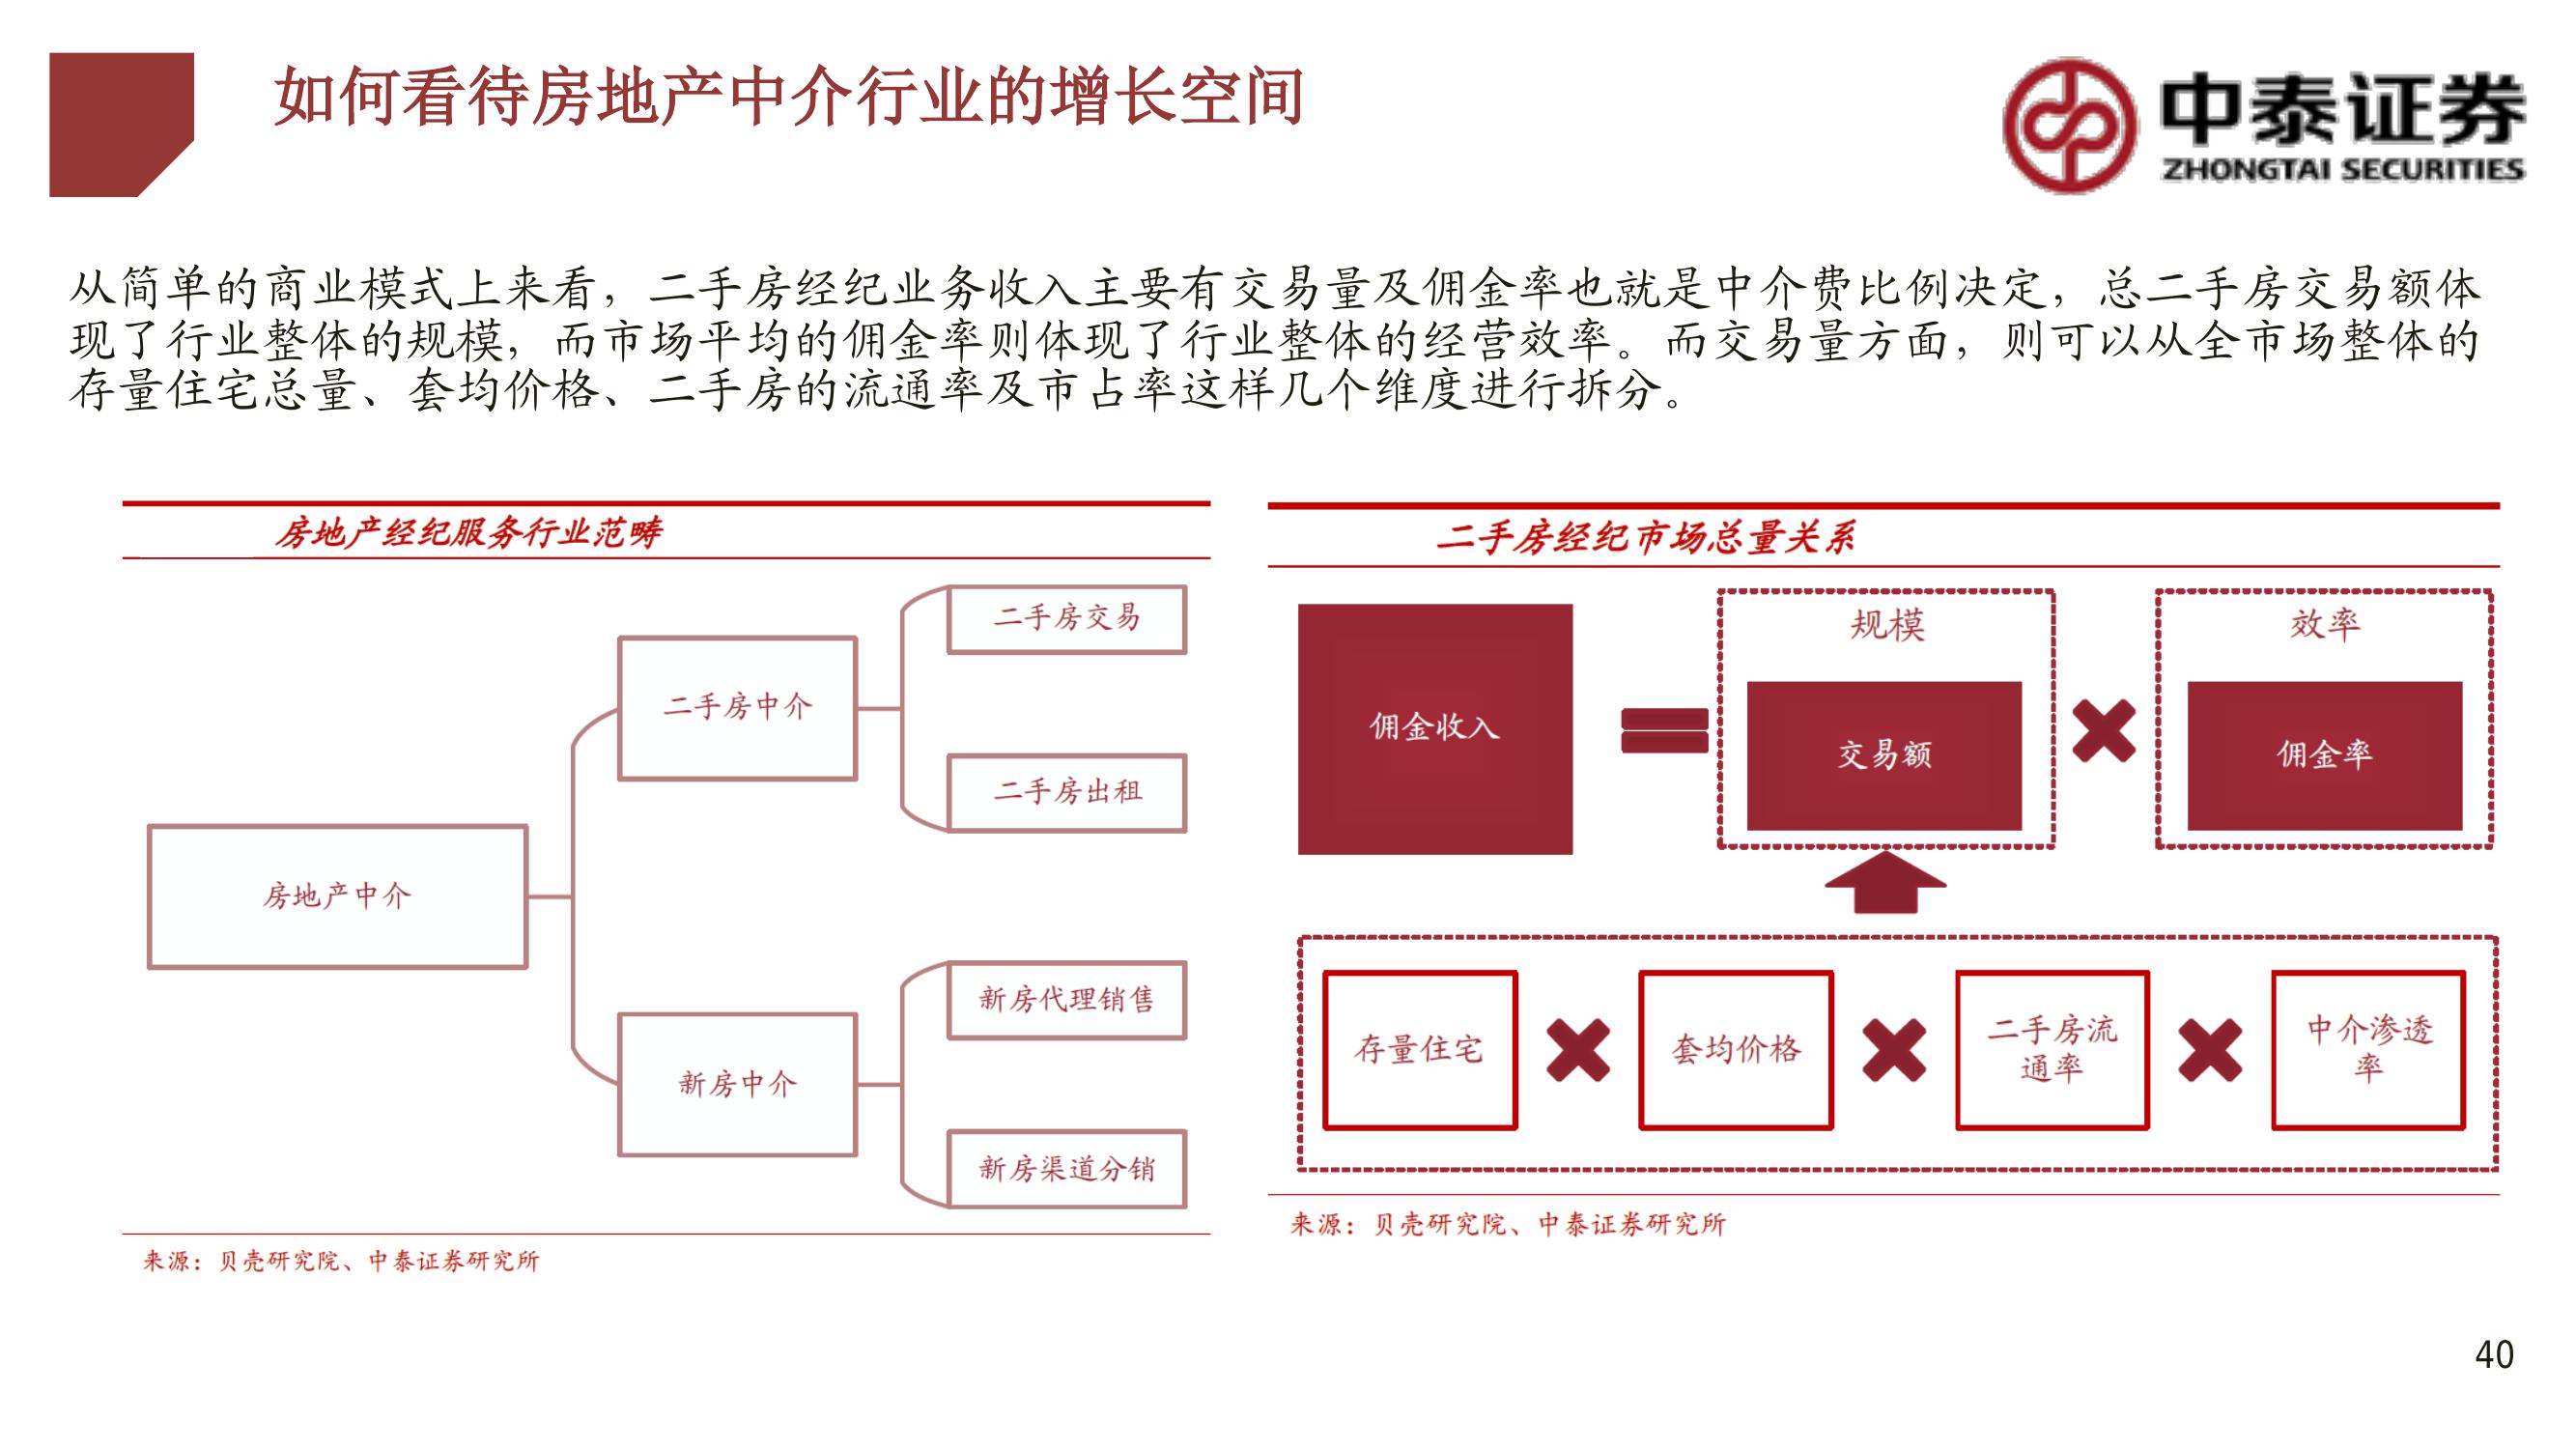 如何看待房地产中介行业的增长空间
中泰证券
ZHONGTAI SECURITIES
从简单的商业模式上来看，二手房经纪业务收入主要有交易量及佣金率也就是中介费比例决定，总二手房交易额体
现了行业整体的规模，而市场平均的佣金率则体现了行业整体的经营效率。而交易量方面，则可以从全市场整体的
存量住宅总量、套均价格、二手房的流通率及市占率这样几个维度进行拆分。
房地产经纪服务行业范畴
房地产中介
二手房中介
二手房交易
二手房出租
新房中介
新房代理销售
新房渠道分销
来源：贝壳研究院、中泰证券研究所
二手房经纪市场总量关系
佣金收入
规模
交易额
效率
佣金率
存量住宅
套均价格
二手房流
通率
中介渗透
率
来源：贝壳研究院、中泰证券研究所
40